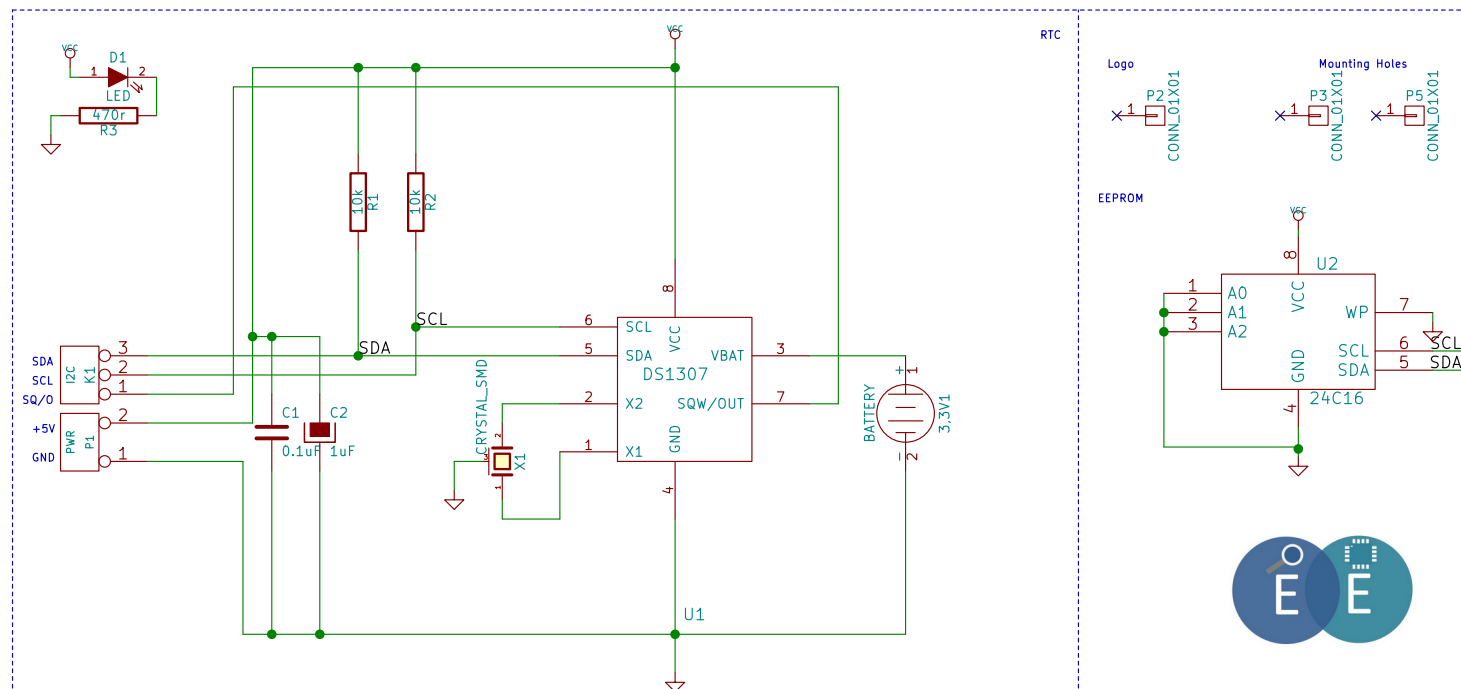 RTC
VCC
D1
1 2
LED
470r
R3
VCC
10k
R1
10k
R2
SCL
SDA
SDA
SCL
SQ/O
I2C
K1
3
2
1
+5V
GND
PWR
P1
2
1
C1
0.1uF
C2
1uF
CRYSTAL_SMD
2
3
1
X1
8
6 SCL
5 SDA
2 X2
1 X1
VCC
DS1307
GND
VBAT 3
SQW/OUT 7
4
U1
BATTERY
3,3V1
+ 1
- 2
Logo
P2
1
CONN_01X01
Mounting Holes
P3
1
CONN_01X01
P5
1
CONN_01X01
EEPROM
VCC
8
U2
1 A0
2 A1
3 A2
VCC
GND
WP 7
SCL 6 SCL
SDA 5 SDA
4
24C16
E E